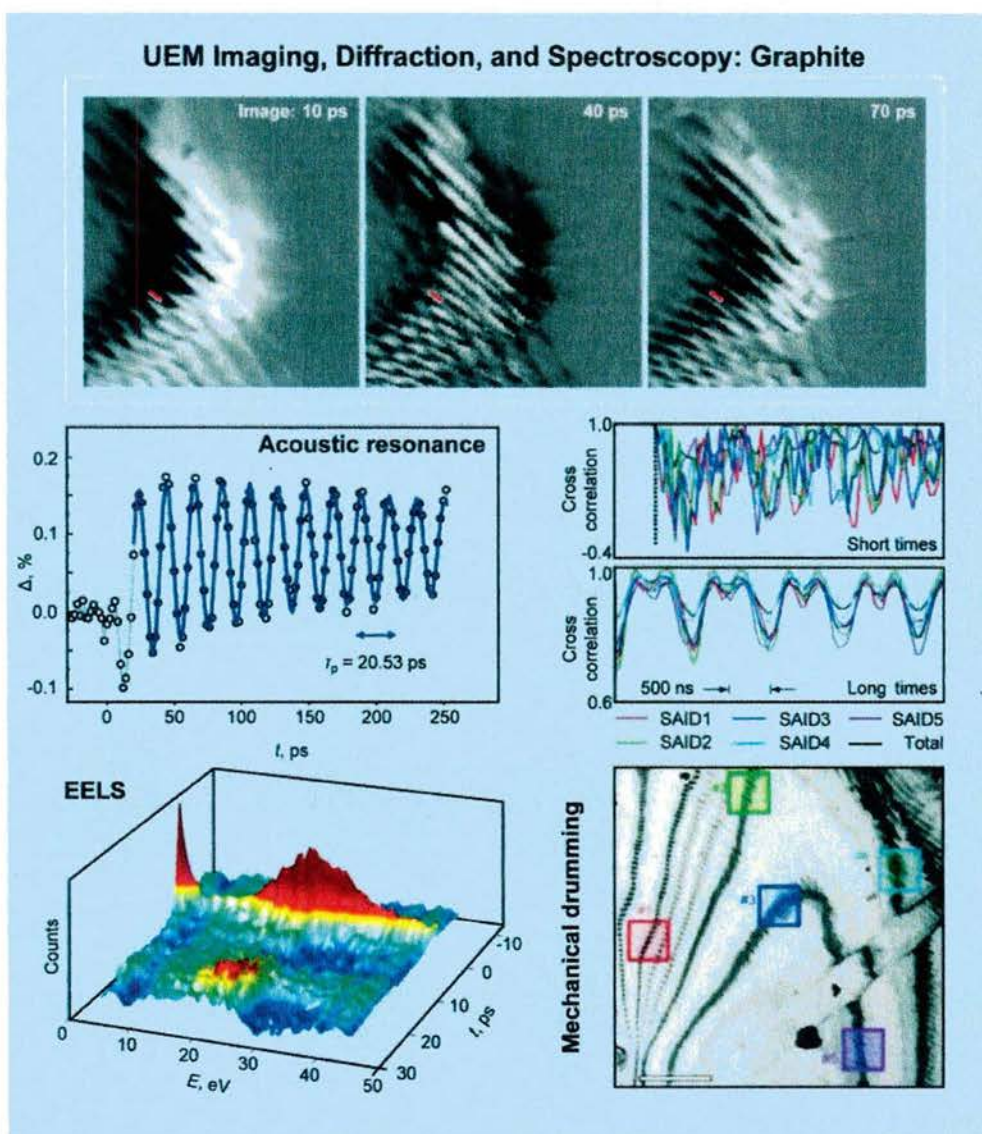 UEM Imaging, Diffraction, and Spectroscopy: Graphite
Image: 10 ps
40 ps
70 ps
Acoustic resonance
Δ, %
0.2
0.1
0.0
-0.1
τp = 20.53 ps
0
50
100
150
200
250
t, ps
Cross
correlation
1.0
-0.4
Short times
Cross
correlation
1.0
0.6
500 ns
Long times
SAID1
SAID3
SAID5
SAID2
SAID4
Total
EELS
Counts
0
10
20
30
40
50
E, eV
-10
0
10
20
30
t, ps
Mechanical drumming
#3